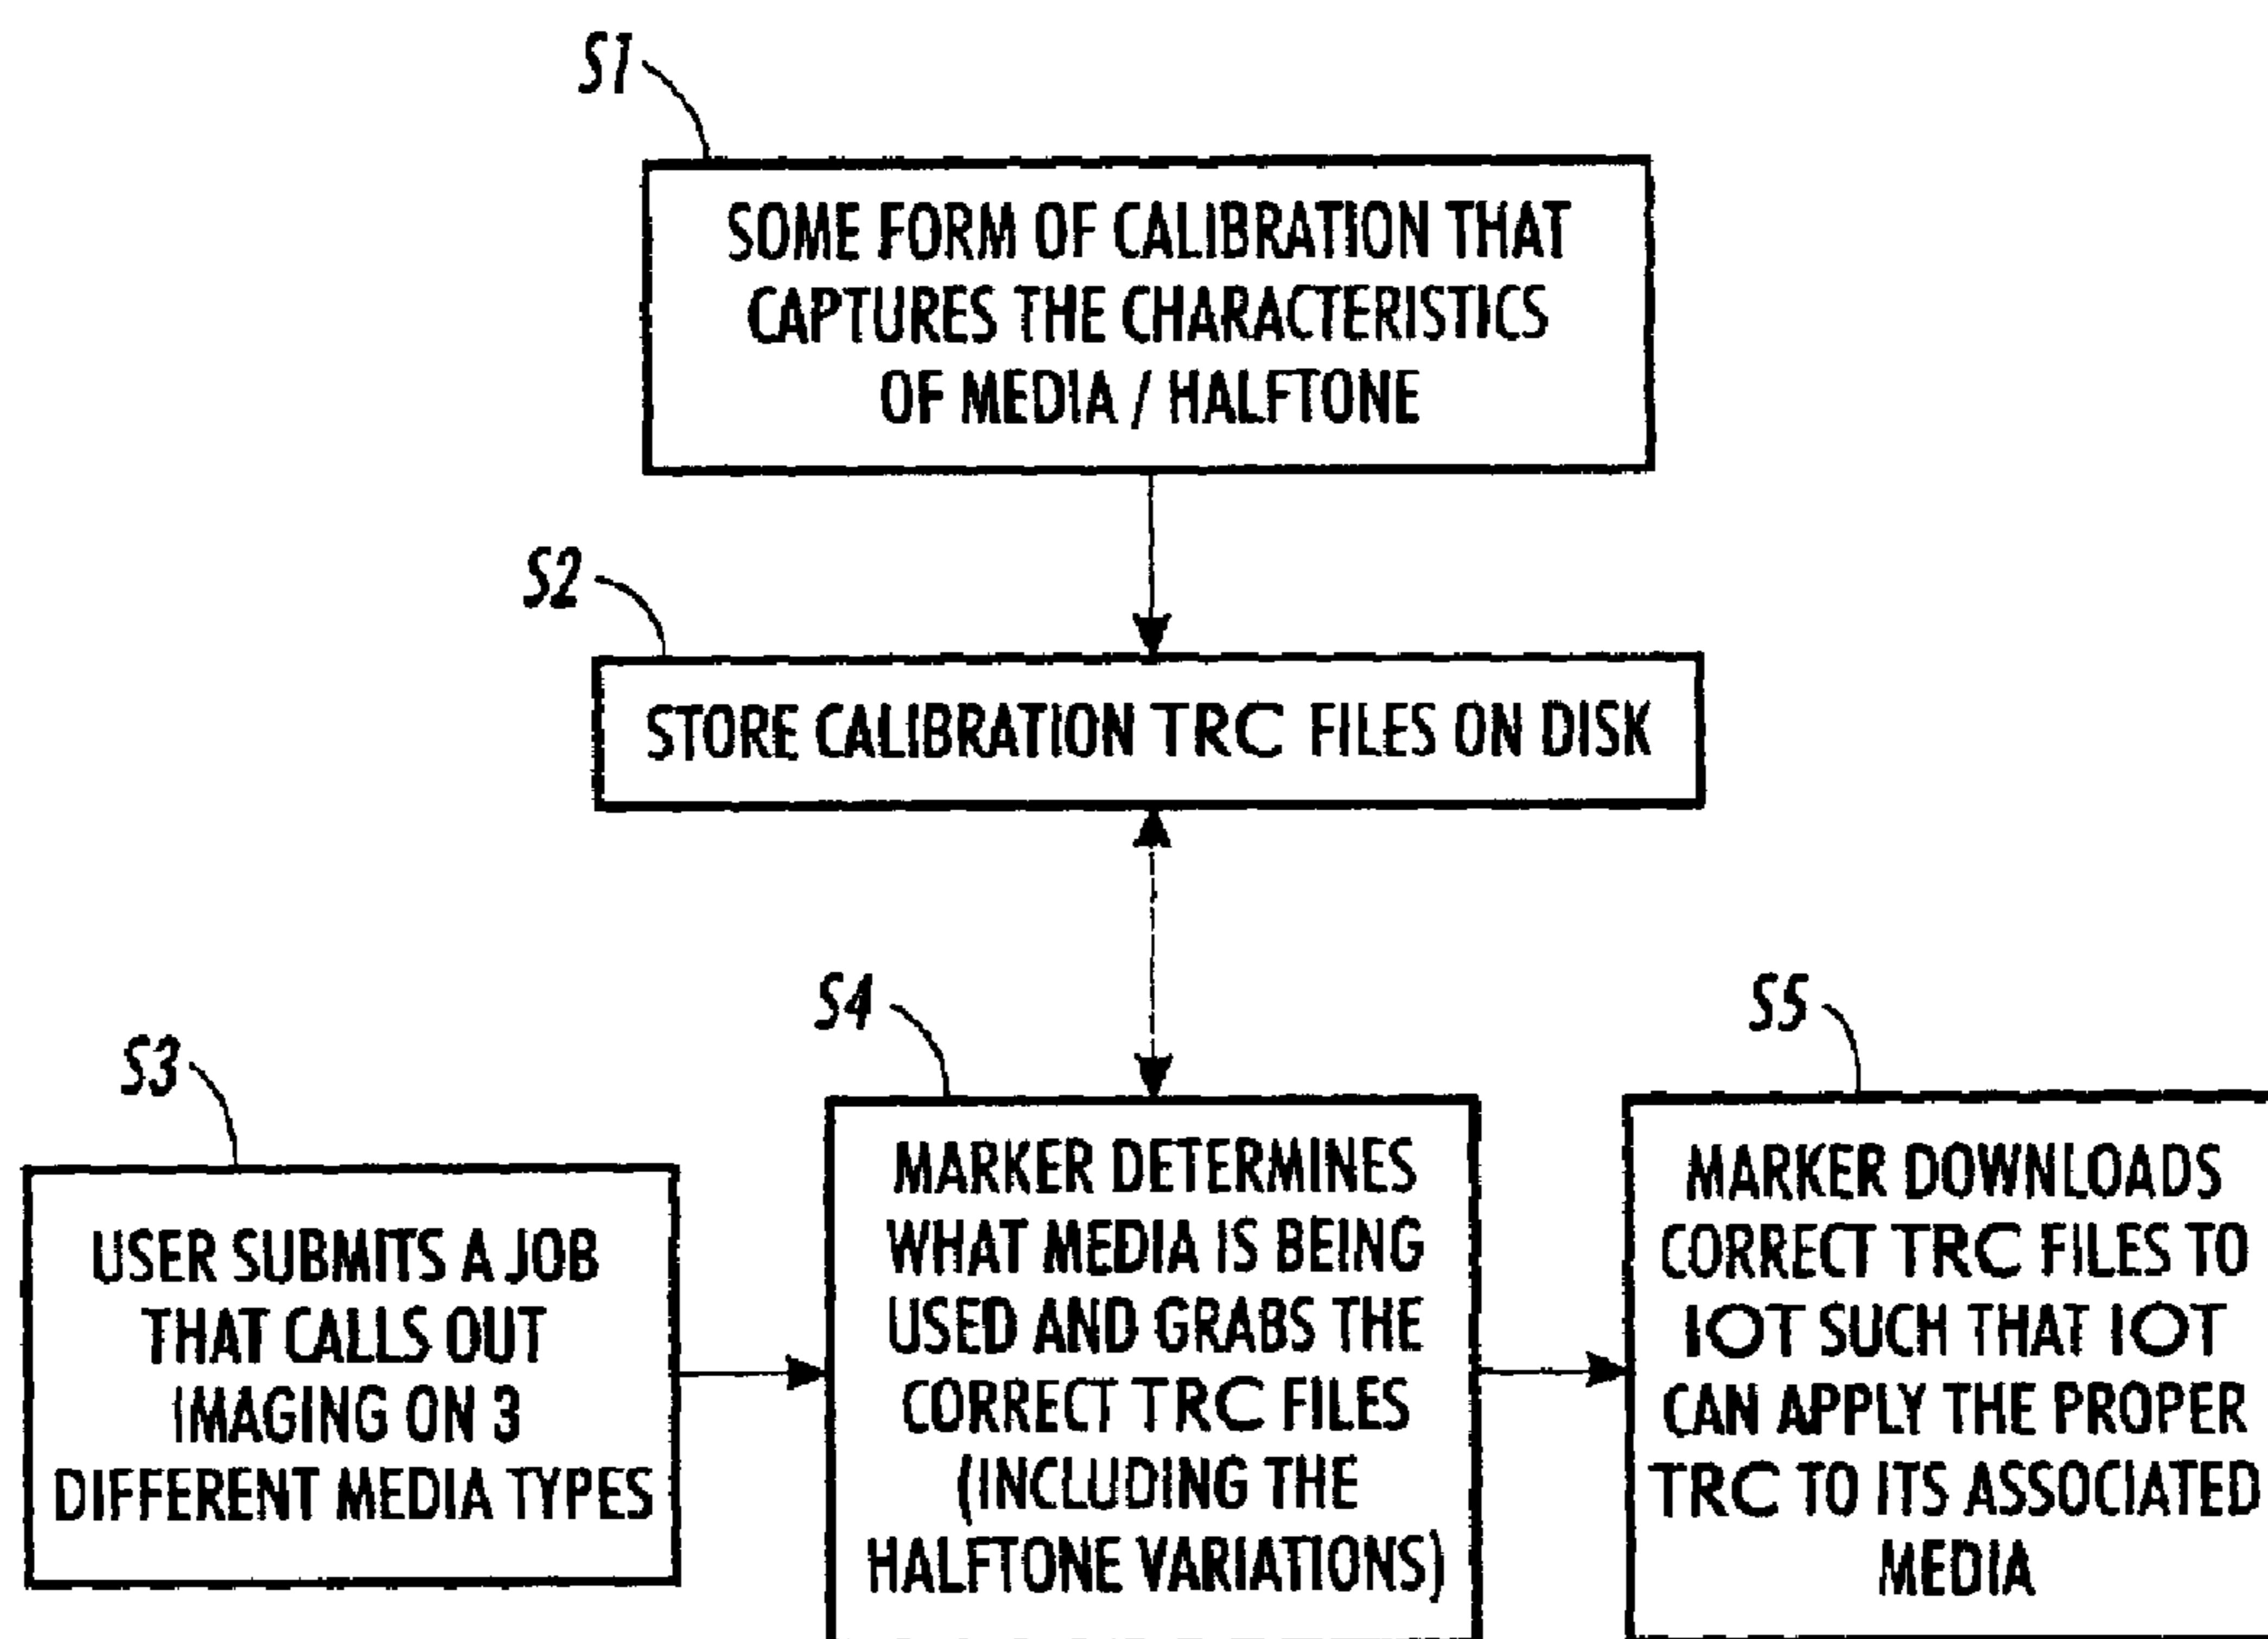 S1
SOME FORM OF CALIBRATION THAT
CAPTURES THE CHARACTERISTICS
OF MEDIA / HALFTONE
S2
STORE CALIBRATION TRC FILES ON DISK
S3
USER SUBMITS A JOB
THAT CALLS OUT
IMAGING ON 3
DIFFERENT MEDIA TYPES
S4
MARKER DETERMINES
WHAT MEDIA IS BEING
USED AND GRABS THE
CORRECT TRC FILES
(INCLUDING THE
HALFTONE VARIATIONS)
S5
MARKER DOWNLOADS
CORRECT TRC FILES TO
IOT SUCH THAT IOT
CAN APPLY THE PROPER
TRC TO ITS ASSOCIATED
MEDIA